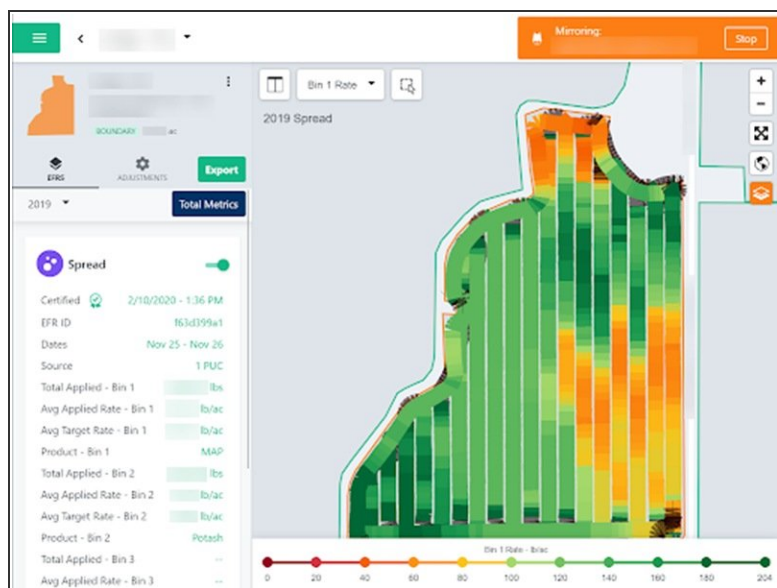 Mirroring:
Stop
Bin 1 Rate
2019 Spread
BOUNDARY ac
EFRS
ADJUSTMENTS
Export
2019
Total Metrics
Spread
Certified 2/10/2020 - 1:36 PM
EFR ID f63d399a1
Dates Nov 25 - Nov 26
Source 1 PUC
Total Applied - Bin 1 lbs
Avg Applied Rate - Bin 1 lb/ac
Avg Target Rate - Bin 1 lb/ac
Product - Bin 1 MAP
Total Applied - Bin 2 lbs
Avg Applied Rate - Bin 2 lb/ac
Avg Target Rate - Bin 2 lb/ac
Product - Bin 2 Potash
Total Applied - Bin 3 --
Avg Applied Rate - Bin 3 --
Bin 1 Rate - lb/ac
0 20 40 60 80 100 120 140 160 180